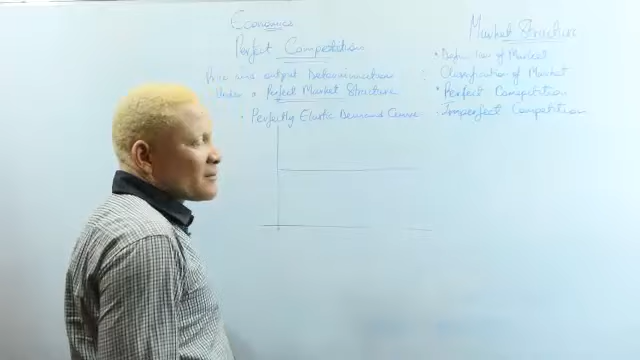 Economics
Perfect Competition
Price and output Determination
Under a Perfect Market Structure
• Perfectly Elastic Demand Curve
Market Structure
• Definition of Market
• Classification of Market
• Perfect Competition
• Imperfect Competition